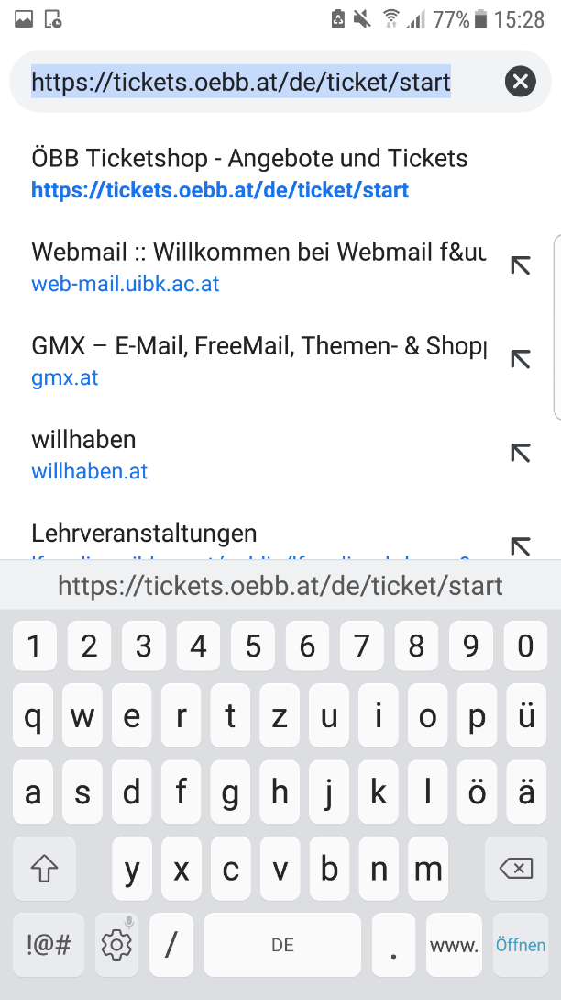 77% 15:28
https://tickets.oebb.at/de/ticket/start
ÖBB Ticketshop - Angebote und Tickets
https://tickets.oebb.at/de/ticket/start
Webmail :: Willkommen bei Webmail
web-mail.uibk.ac.at
GMX – E-Mail, FreeMail, Themen- &
gmx.at
willhaben
willhaben.at
Lehrveranstaltungen
https://tickets.oebb.at/de/ticket/start
1 2 3 4 5 6 7 8 9 0
q w e r t z u i o p ü
a s d f g h j k l ö ä
y x c v b n m
!@# / DE . www. Öffnen